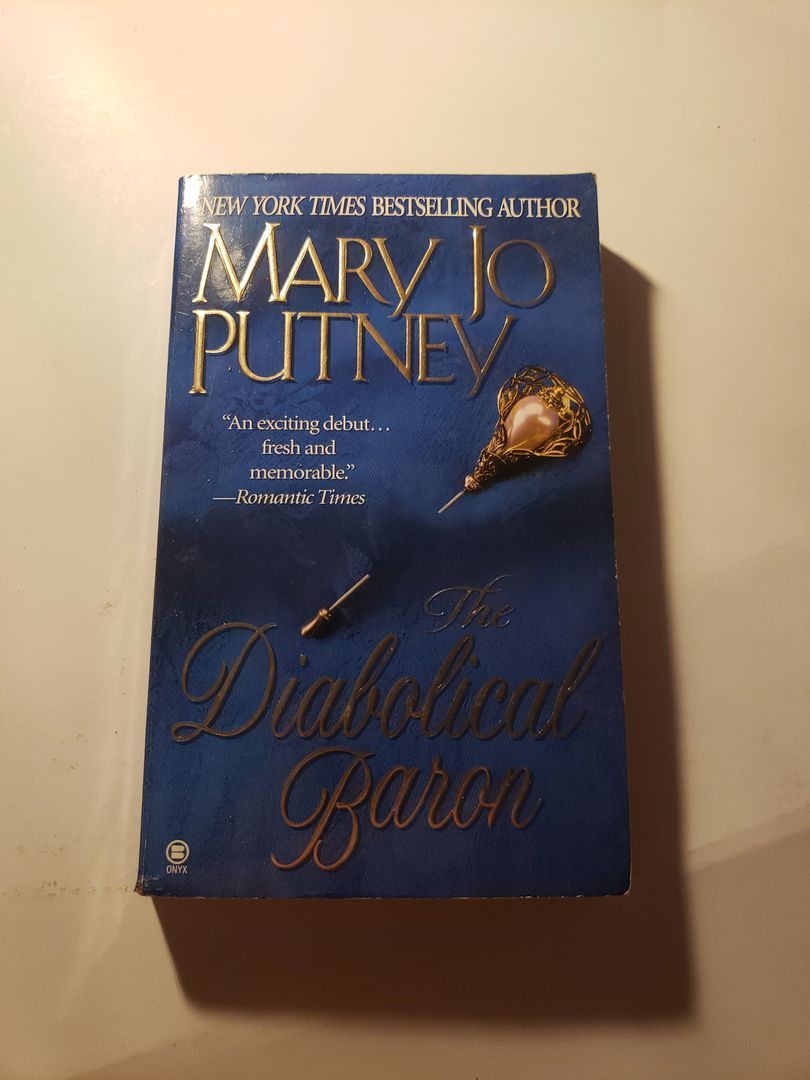 NEW YORK TIMES BESTSELLING AUTHOR
MARY JO
PUTNEY
“An exciting debut…
fresh and
memorable.”
—Romantic Times
The
Diabolical
Baron
B
ONYX